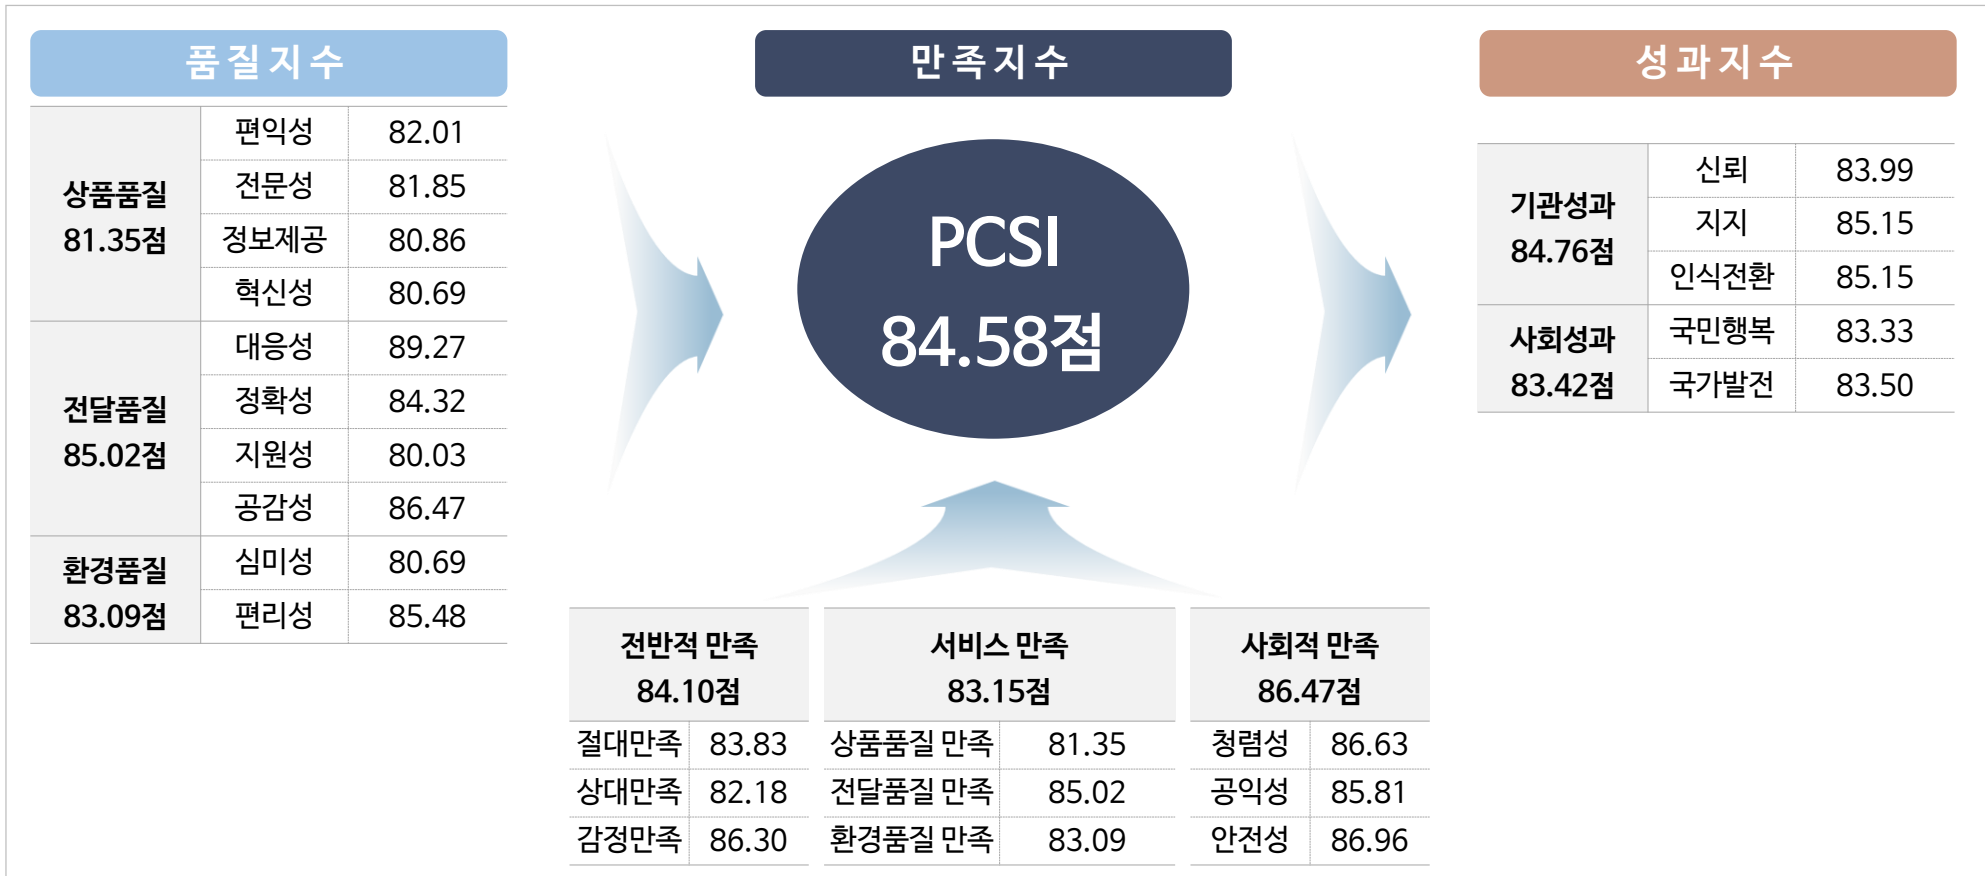 품질지수
상품품질
81.35점
편익성 82.01
전문성 81.85
정보제공 80.86
혁신성 80.69
전달품질
85.02점
대응성 89.27
정확성 84.32
지원성 80.03
공감성 86.47
환경품질
83.09점
심미성 80.69
편리성 85.48
만족지수
PCSI
84.58점
전반적 만족
84.10점
절대만족 83.83
상대만족 82.18
감정만족 86.30
서비스 만족
83.15점
상품품질 만족 81.35
전달품질 만족 85.02
환경품질 만족 83.09
사회적 만족
86.47점
청렴성 86.63
공익성 85.81
안전성 86.96
성과지수
기관성과
84.76점
신뢰 83.99
지지 85.15
인식전환 85.15
사회성과
83.42점
국민행복 83.33
국가발전 83.50